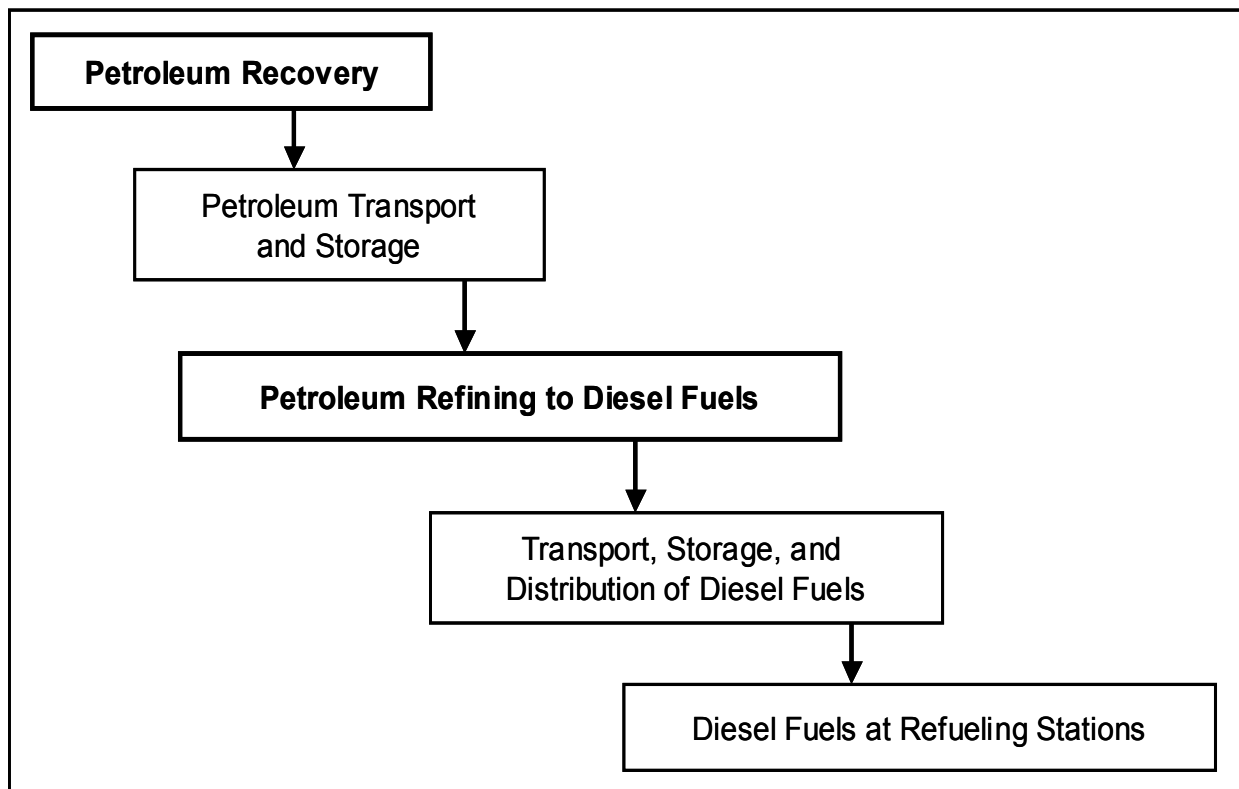 Petroleum Recovery
Petroleum Transport
and Storage
Petroleum Refining to Diesel Fuels
Transport, Storage, and
Distribution of Diesel Fuels
Diesel Fuels at Refueling Stations